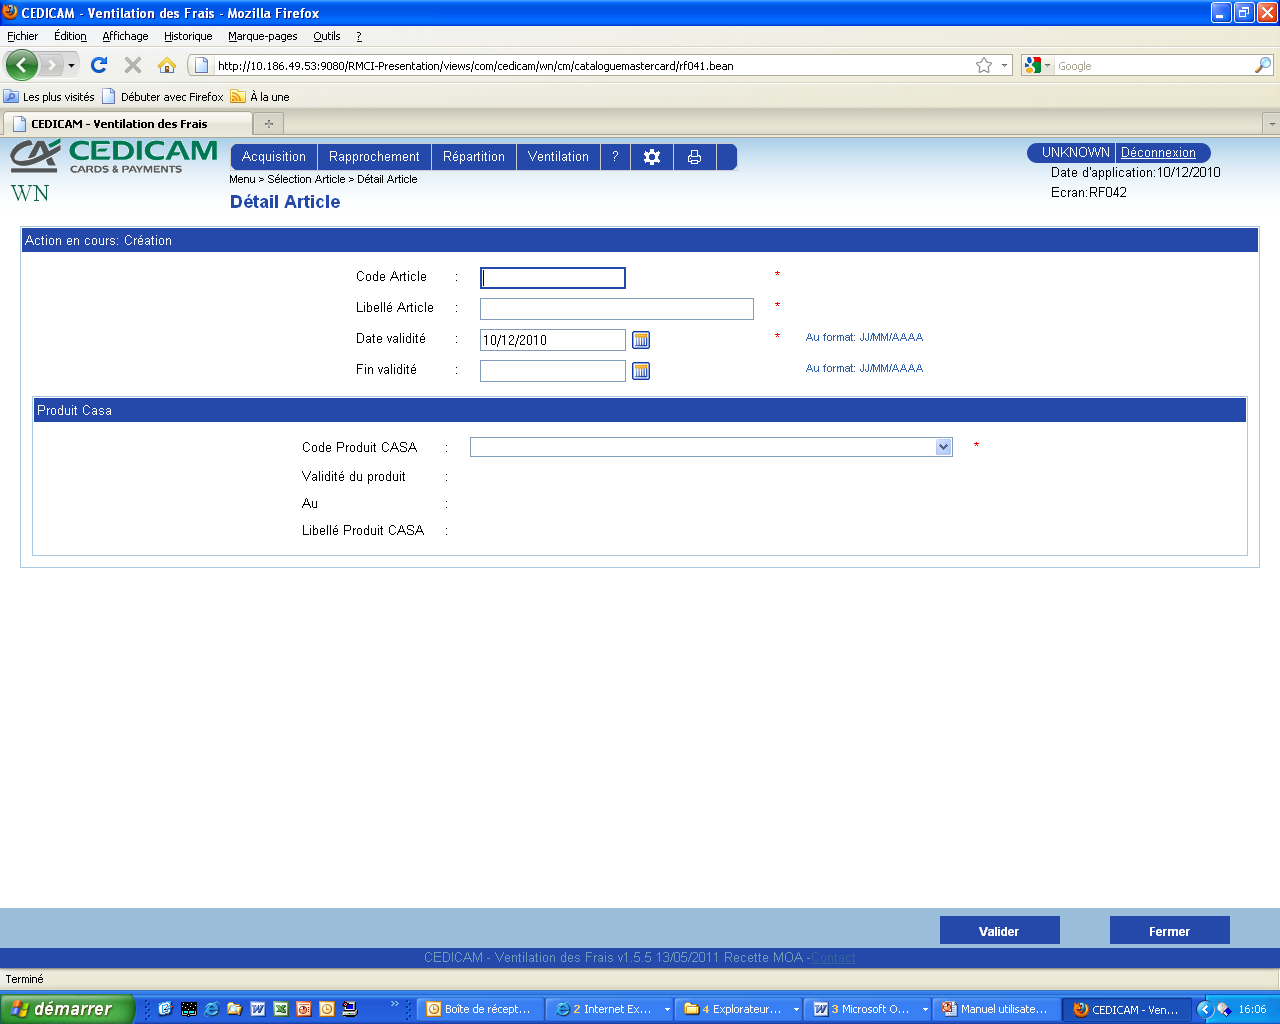 CEDICAM - Ventilation des Frais - Mozilla Firefox
Fichier Édition Affichage Historique Marque-pages Outils ?
http://10.186.49.53:9080/RMCI-Presentation/views/com/cedicam/wn/cm/cataloguemastercard/rf041.bean
Google
Les plus visités Débuter avec Firefox À la une
CEDICAM - Ventilation des Frais
CA CEDICAM
CARDS & PAYMENTS
WN
Acquisition Rapprochement Répartition Ventilation ?
UNKNOWN Déconnexion
Menu > Sélection Article > Détail Article
Date d'application:10/12/2010
Détail Article
Ecran:RF042
Action en cours: Création
Code Article : *
Libellé Article : *
Date validité : 10/12/2010 * Au format: JJ/MM/AAAA
Fin validité : Au format: JJ/MM/AAAA
Produit Casa
Code Produit CASA : *
Validité du produit :
Au :
Libellé Produit CASA :
Valider Fermer
CEDICAM - Ventilation des Frais v1.5.5 13/05/2011 Recette MOA -Contact
Terminé
démarrer
Boîte de récept... 2 Internet Ex... 4 Explorateur... 3 Microsoft O... Manuel utilisate... CEDICAM - Ven... 16:06